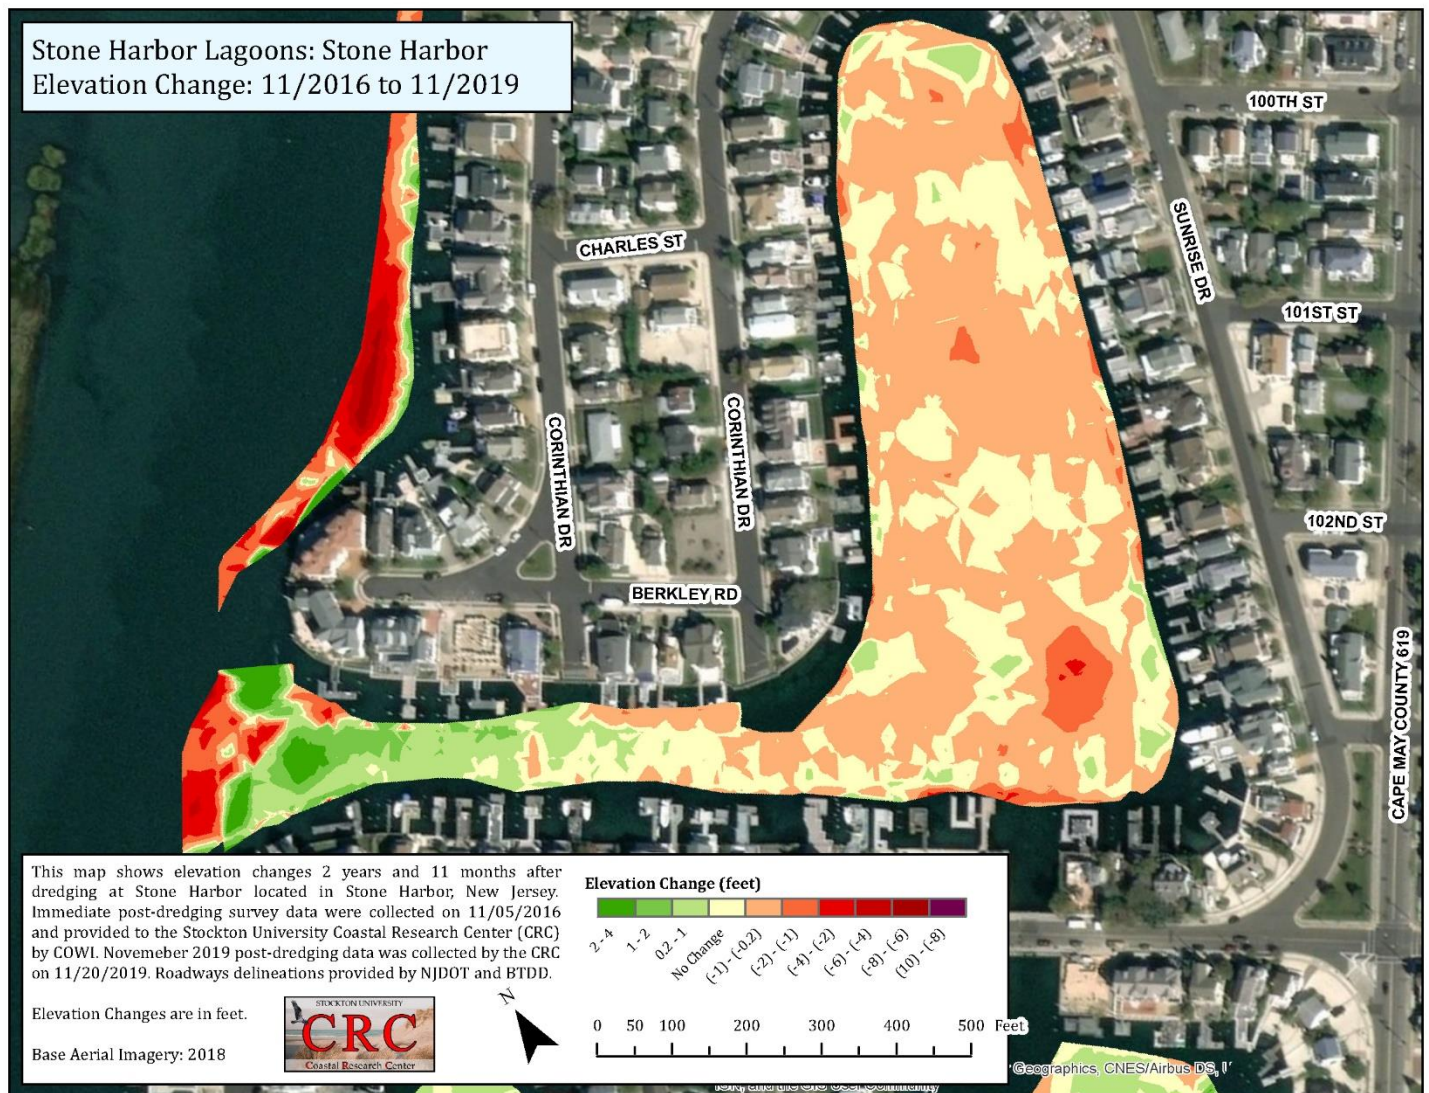 Stone Harbor Lagoons: Stone Harbor
Elevation Change: 11/2016 to 11/2019
100TH ST
SUNRISE DR
CHARLES ST
101ST ST
CORINTHIAN DR
CORINTHIAN DR
102ND ST
BERKLEY RD
CAPE MAY COUNTY 619
This map shows elevation changes 2 years and 11 months after
dredging at Stone Harbor located in Stone Harbor, New Jersey.
Immediate post-dredging survey data were collected on 11/05/2016
and provided to the Stockton University Coastal Research Center (CRC)
by COWI. Novemeber 2019 post-dredging data was collected by the CRC
on 11/20/2019. Roadways delineations provided by NJDOT and BTDD.
Elevation Changes are in feet.
Base Aerial Imagery: 2018
STOCKTON UNIVERSITY
CRC
Coastal Research Center
Elevation Change (feet)
2 - 4
1 - 2
0.2 - 1
No Change
(-1) - (-0.2)
(-2) - (-1)
(-4) - (-2)
(-6) - (-4)
(-8) - (-6)
(10) - (-8)
N
0 50 100 200 300 400 500 Feet
Geographics, CNES/Airbus DS,
and the GIS User Community